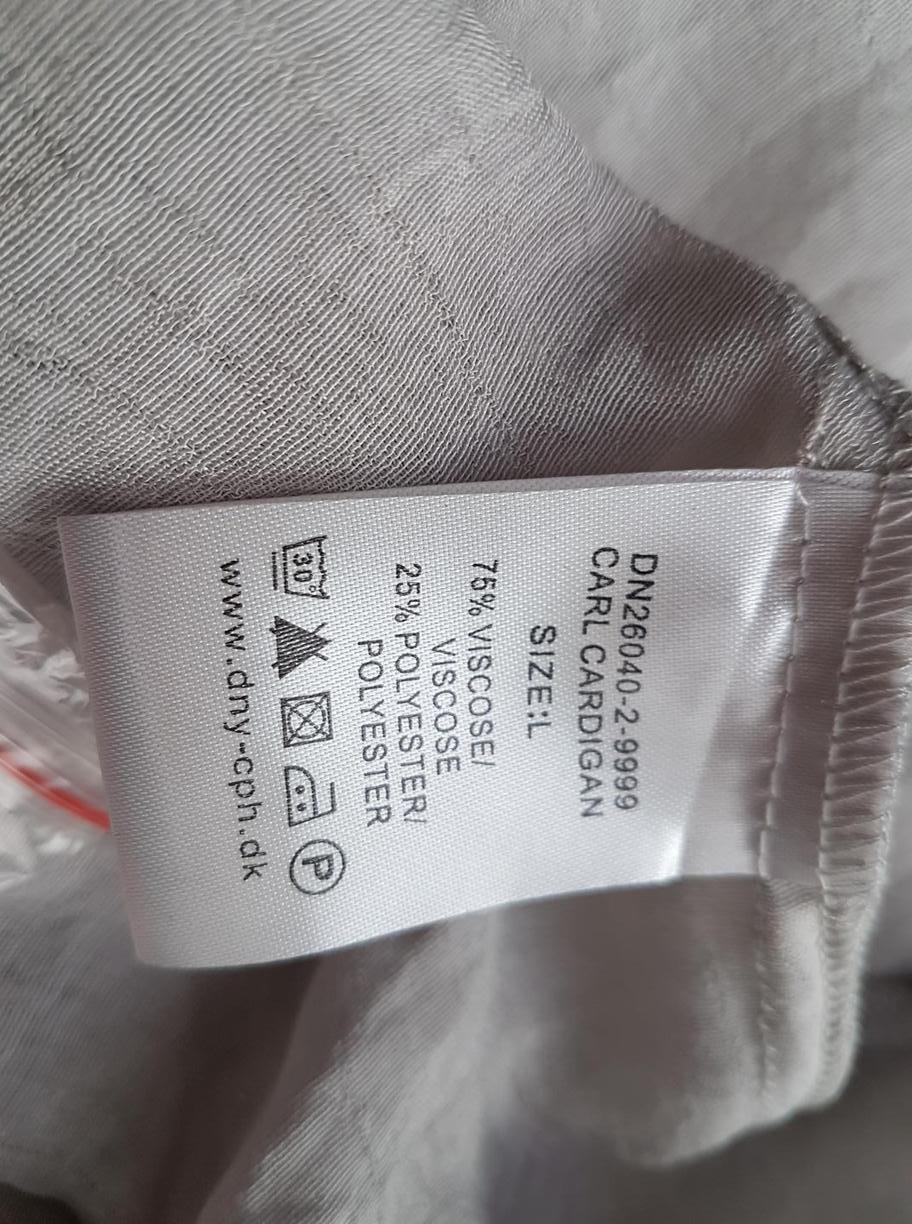 DN26040-2-9999
CARL CARDIGAN
SIZE:L
75% VISCOSE/
VISCOSE
25% POLYESTER/
POLYESTER
30°
P
www.dny-cph.dk